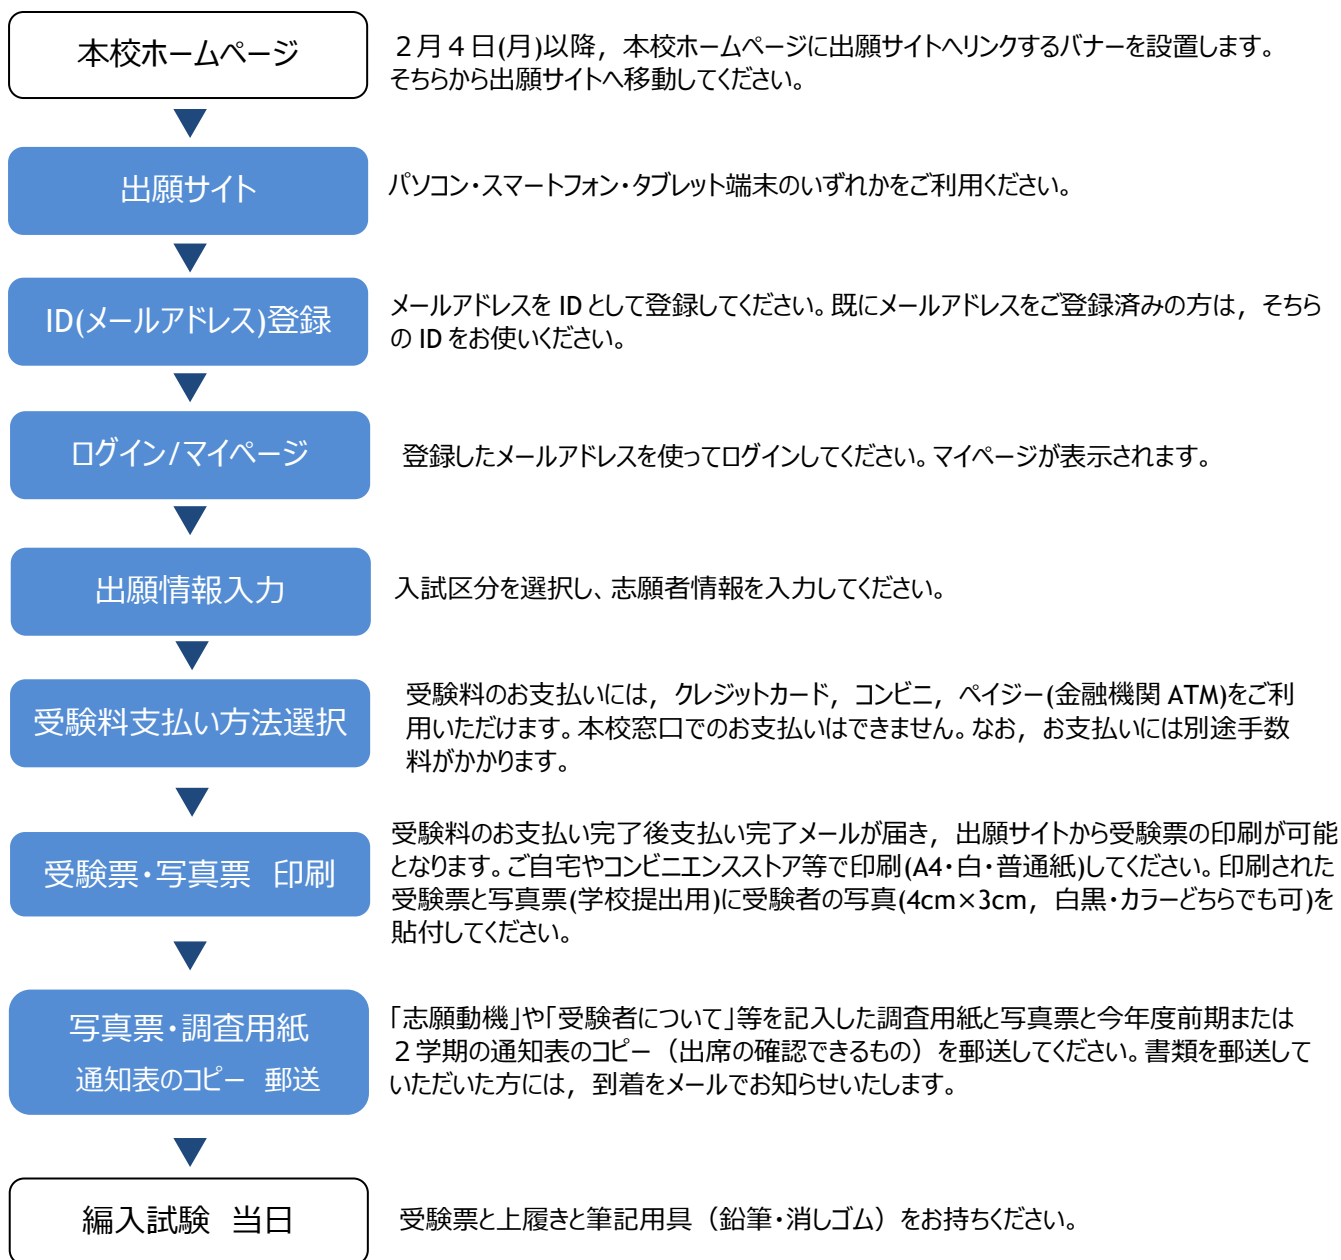 本校ホームページ
２月４日(月)以降，本校ホームページに出願サイトへリンクするバナーを設置します。
そちらから出願サイトへ移動してください。
出願サイト
パソコン・スマートフォン・タブレット端末のいずれかをご利用ください。
ID(メールアドレス)登録
メールアドレスを ID として登録してください。既にメールアドレスをご登録済みの方は，そちら
の ID をお使いください。
ログイン/マイページ
登録したメールアドレスを使ってログインしてください。マイページが表示されます。
出願情報入力
入試区分を選択し、志願者情報を入力してください。
受験料支払い方法選択
受験料のお支払いには，クレジットカード，コンビニ，ペイジー(金融機関 ATM)をご利
用いただけます。本校窓口でのお支払いはできません。なお，お支払いには別途手数
料がかかります。
受験票・写真票　印刷
受験料のお支払い完了後支払い完了メールが届き，出願サイトから受験票の印刷が可能
となります。ご自宅やコンビニエンスストア等で印刷(A4・白・普通紙)してください。印刷された
受験票と写真票(学校提出用)に受験者の写真(4cm×3cm，白黒・カラーどちらでも可)を
貼付してください。
写真票・調査用紙
通知表のコピー　郵送
「志願動機」や「受験者について」等を記入した調査用紙と写真票と今年度前期または
２学期の通知表のコピー（出席の確認できるもの）を郵送してください。書類を郵送して
いただいた方には，到着をメールでお知らせいたします。
編入試験　当日
受験票と上履きと筆記用具（鉛筆・消しゴム）をお持ちください。